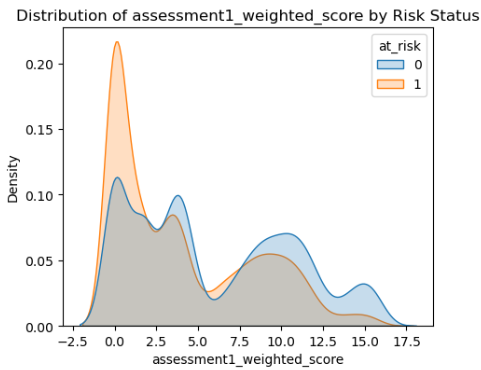 Distribution of assessment1_weighted_score by Risk Status
at_risk
0
1
Density
0.20
0.15
0.10
0.05
0.00
−2.5 0.0 2.5 5.0 7.5 10.0 12.5 15.0 17.5
assessment1_weighted_score